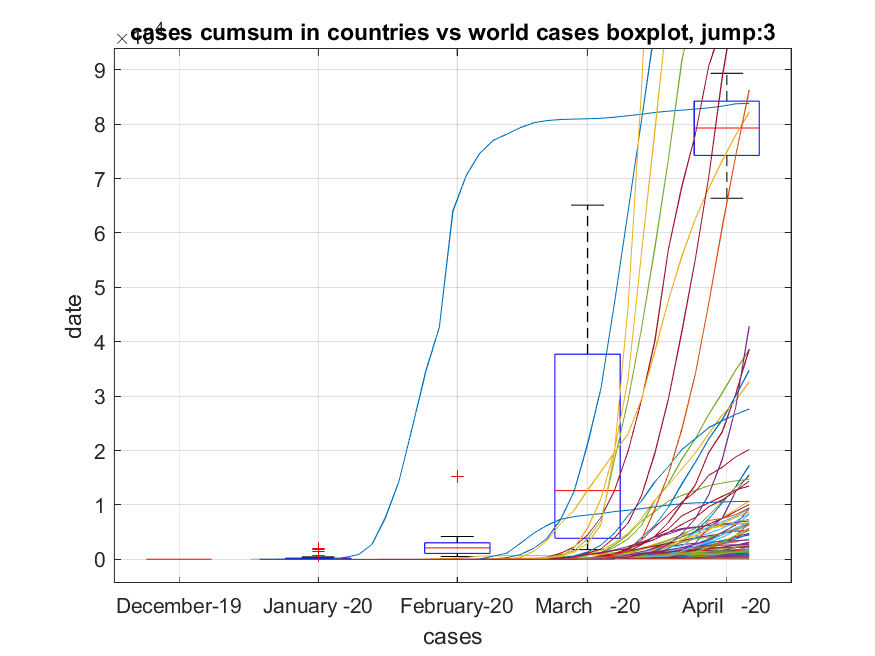 cases cumsum in countries vs world cases boxplot, jump:3
×10⁴
9
8
7
6
5
4
3
2
1
0
date
December-19 January -20 February-20 March -20 April -20
cases